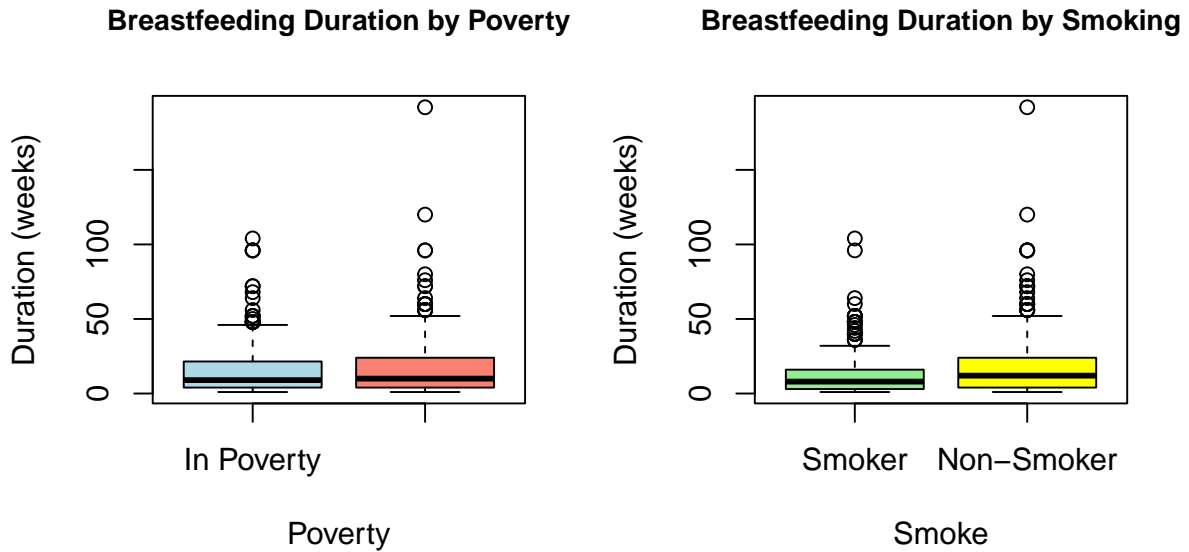 Breastfeeding Duration by Poverty
Duration (weeks)
0
50
100
In Poverty
Poverty
Breastfeeding Duration by Smoking
Duration (weeks)
0
50
100
Smoker
Non−Smoker
Smoke